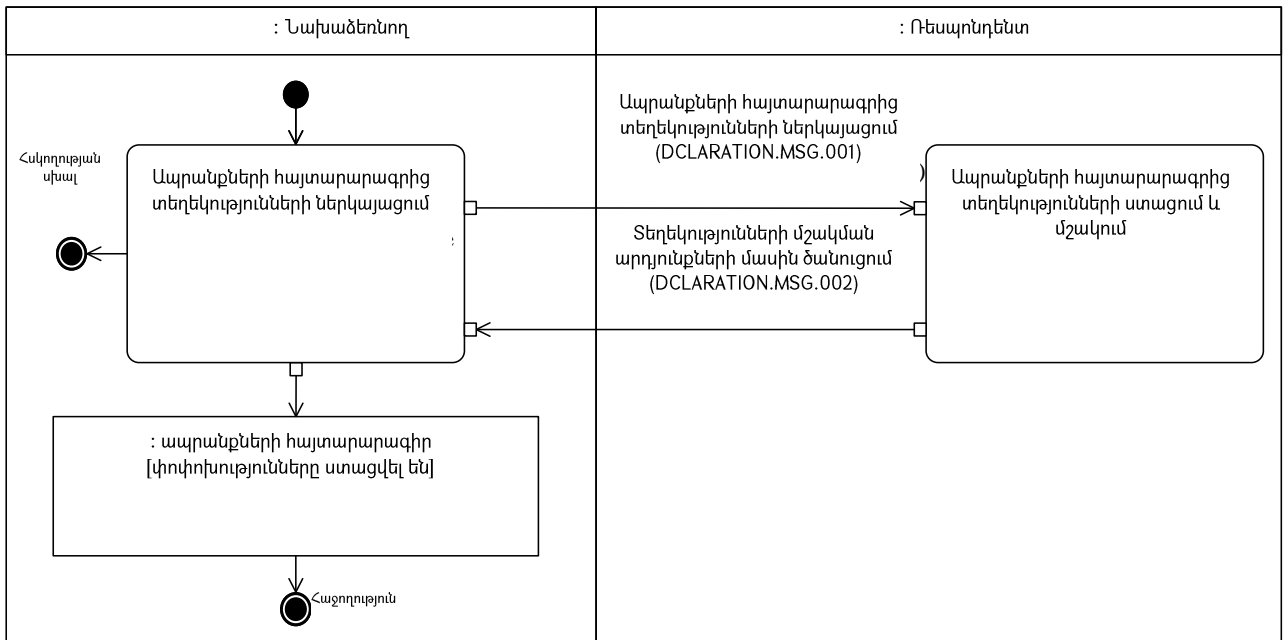 : Նախաձեռնող
: Ռեսպոնդենտ
Ապրանքների հայտարարագրից
տեղեկությունների ներկայացում
(DCLARATION.MSG.001)
Հսկողության
սխալ
Ապրանքների հայտարարագրից
տեղեկությունների ներկայացում
)
Ապրանքների հայտարարագրից
տեղեկությունների ստացում և
մշակում
Տեղեկությունների մշակման
արդյունքների մասին ծանուցում
(DCLARATION.MSG.002)
: ապրանքների հայտարարագիր
[փոփոխությունները ստացվել են]
Հաջողություն